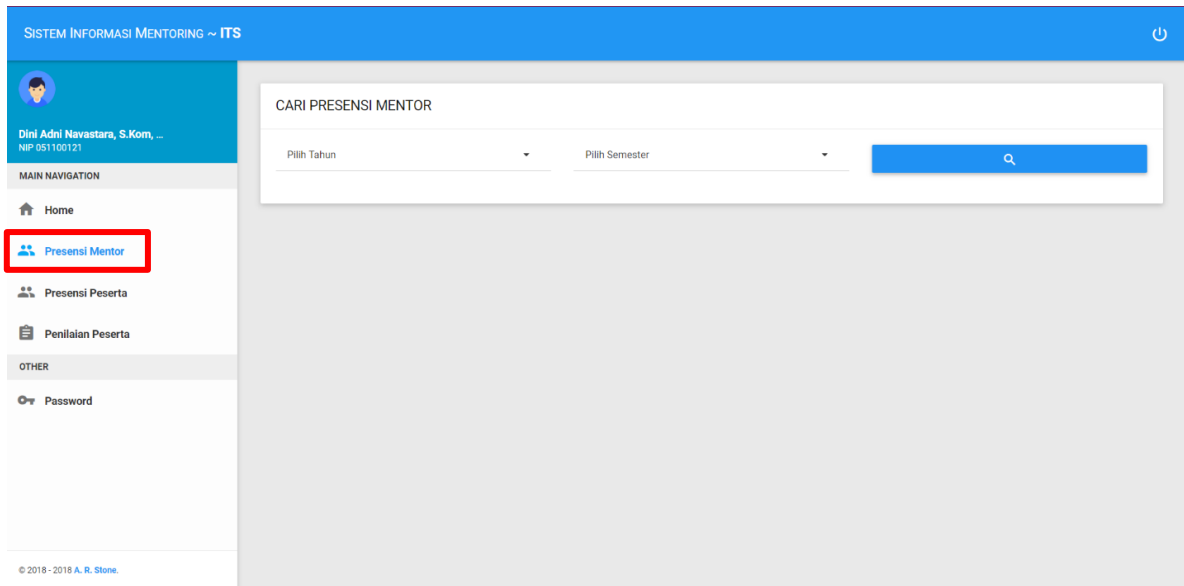 SISTEM INFORMASI MENTORING ~ ITS
Dini Adni Navastara, S.Kom, ...
NIP 051100121
MAIN NAVIGATION
Home
Presensi Mentor
Presensi Peserta
Penilaian Peserta
OTHER
Password
© 2018 - 2018 A. R. Stone.
CARI PRESENSI MENTOR
Pilih Tahun
Pilih Semester